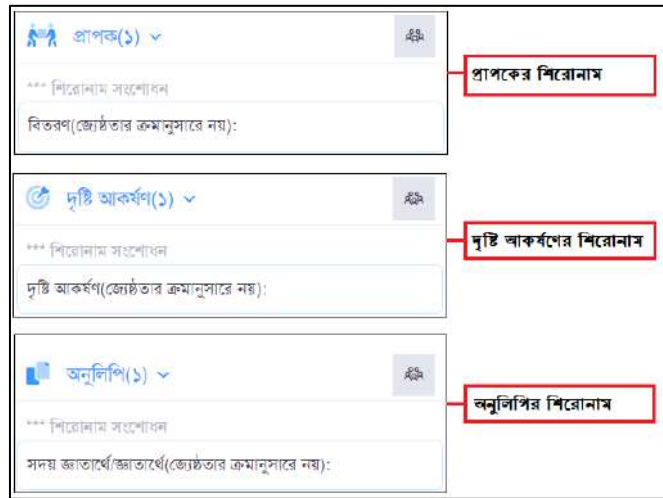 প্রাপক(১)
প্রাপকের শিরোনাম
*** শিরোনাম সংশোধন
বিতরণ(জ্যেষ্ঠতার ক্রমানুসারে নয়):
দৃষ্টি আকর্ষণ(১)
দৃষ্টি আকর্ষণের শিরোনাম
*** শিরোনাম সংশোধন
দৃষ্টি আকর্ষণ(জ্যেষ্ঠতার ক্রমানুসারে নয়):
অনুলিপি(১)
অনুলিপির শিরোনাম
*** শিরোনাম সংশোধন
সদয় জ্ঞাতার্থে/জ্ঞাতার্থে(জ্যেষ্ঠতার ক্রমানুসারে নয়):